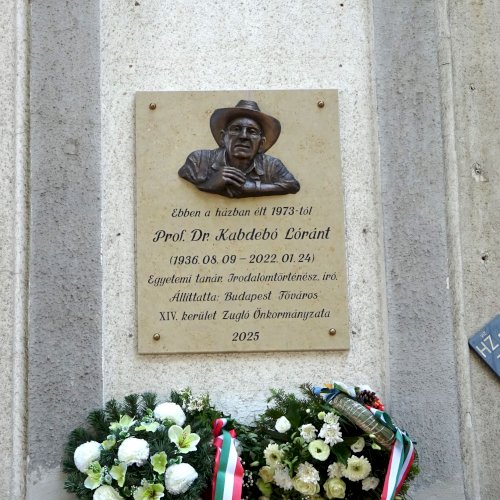 Ebben a házban élt 1973-tól
Prof. Dr. Kabdebó Lóránt
(1936.08.09 – 2022.01.24)
Egyetemi tanár, Irodalomtörténész, író.
Állíttatta: Budapest Főváros
XIV. kerület Zugló Önkormányzata
2025
HZ